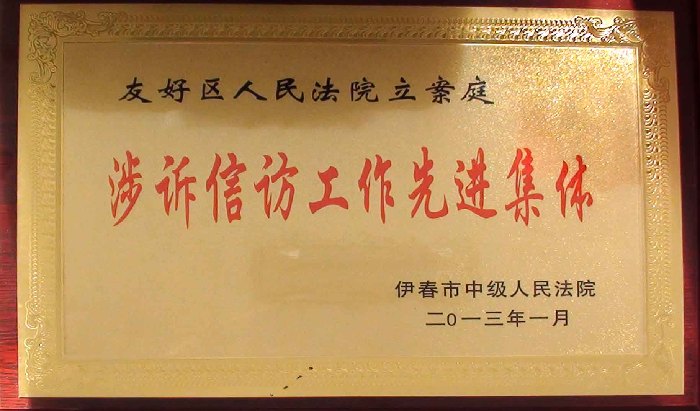 友好区人民法院立案庭
涉诉信访工作先进集体
伊春市中级人民法院
二0一三年一月